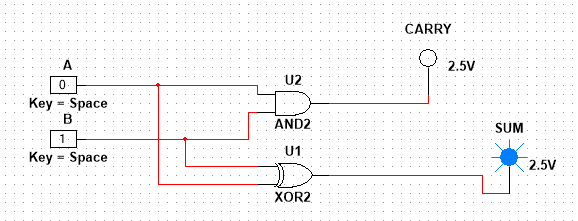 CARRY
2.5V
A
0
Key = Space
U2
AND2
B
1
Key = Space
U1
XOR2
SUM
2.5V